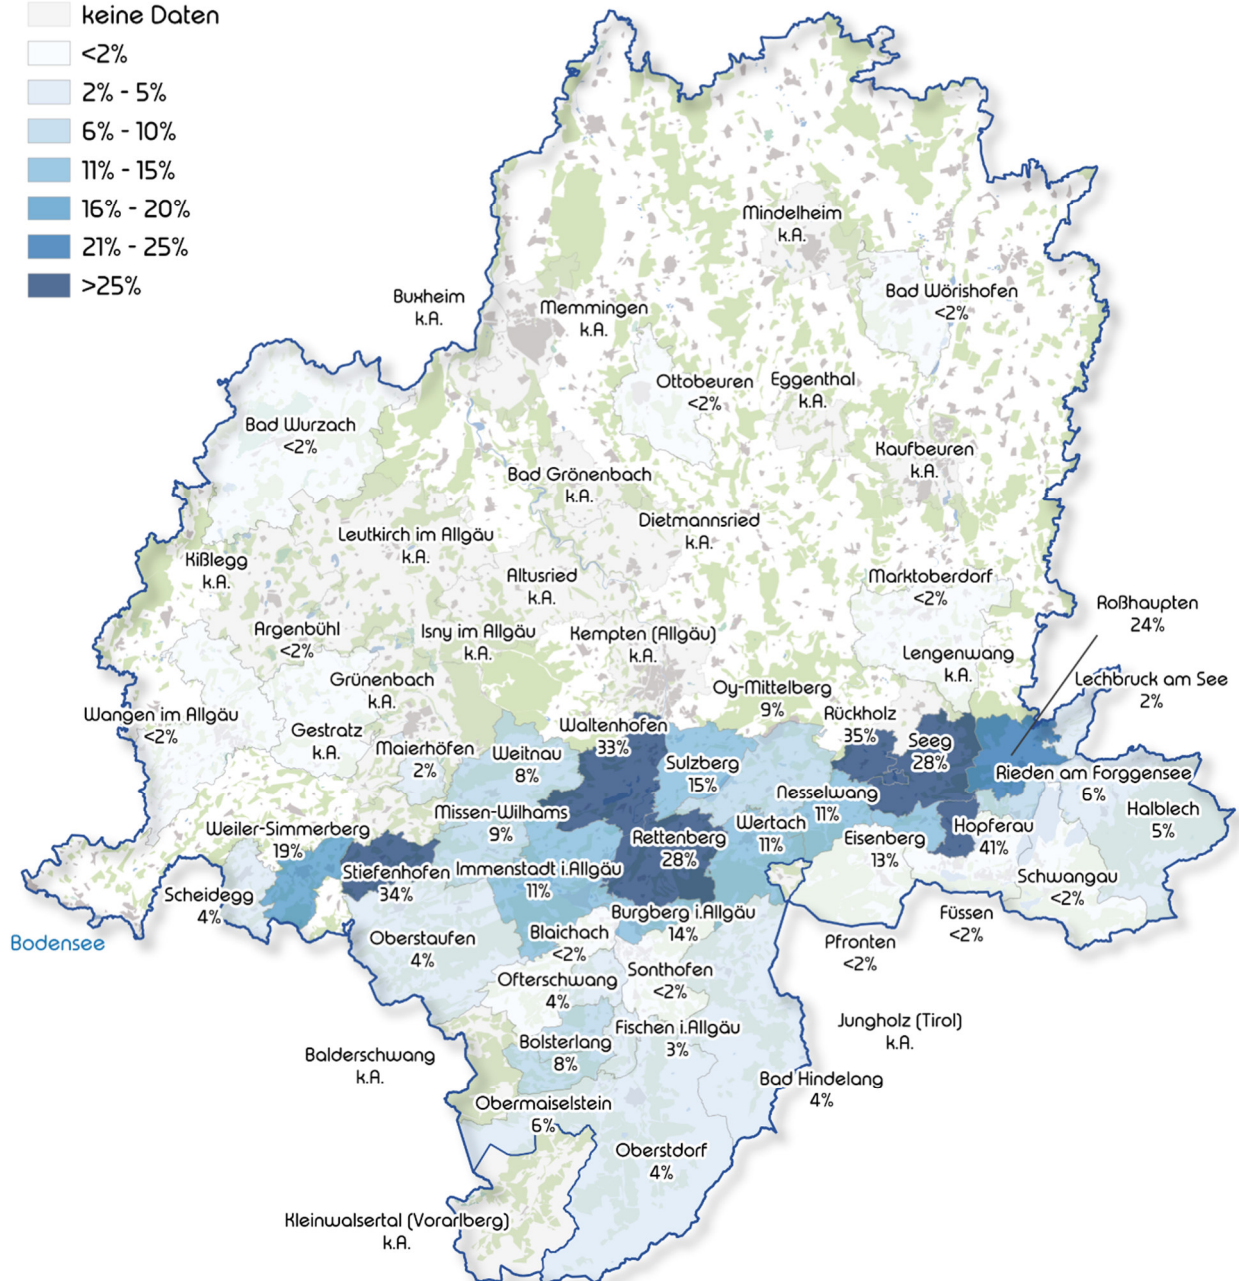 keine Daten
<2%
2% - 5%
6% - 10%
11% - 15%
16% - 20%
21% - 25%
>25%
Mindelheim
k.A.
Bad Wörishofen
<2%
Buxheim
k.A.
Memmingen
k.A.
Ottobeuren
<2%
Eggenthal
k.A.
Bad Wurzach
<2%
Kaufbeuren
k.A.
Bad Grönenbach
k.A.
Dietmannsried
k.A.
Leutkirch im Allgäu
k.A.
Kißlegg
k.A.
Altusried
k.A.
Marktoberdorf
<2%
Roßhaupten
24%
Argenbühl
<2%
Isny im Allgäu
k.A.
Kempten (Allgäu)
k.A.
Lengenwang
k.A.
Grünenbach
k.A.
Lechbruck am See
2%
Oy-Mittelberg
9%
Wangen im Allgäu
<2%
Rückholz
35%
Gestratz
k.A.
Waltenhofen
33%
Seeg
28%
Maierhöfen
2%
Weitnau
8%
Sulzberg
15%
Rieden am Forggensee
6%
Nesselwang
11%
Halblech
5%
Missen-Wilhams
9%
Weiler-Simmerberg
19%
Wertach
11%
Hopferau
41%
Rettenberg
28%
Eisenberg
13%
Stiefenhofen
34%
Immenstadt i.Allgäu
11%
Schwangau
<2%
Scheidegg
4%
Burgberg i.Allgäu
14%
Füssen
<2%
Bodensee
Oberstaufen
4%
Blaichach
<2%
Pfronten
<2%
Sonthofen
<2%
Ofterschwang
4%
Jungholz (Tirol)
k.A.
Fischen i.Allgäu
3%
Bolsterlang
8%
Balderschwang
k.A.
Bad Hindelang
4%
Obermaiselstein
6%
Oberstdorf
4%
Kleinwalsertal (Vorarlberg)
k.A.